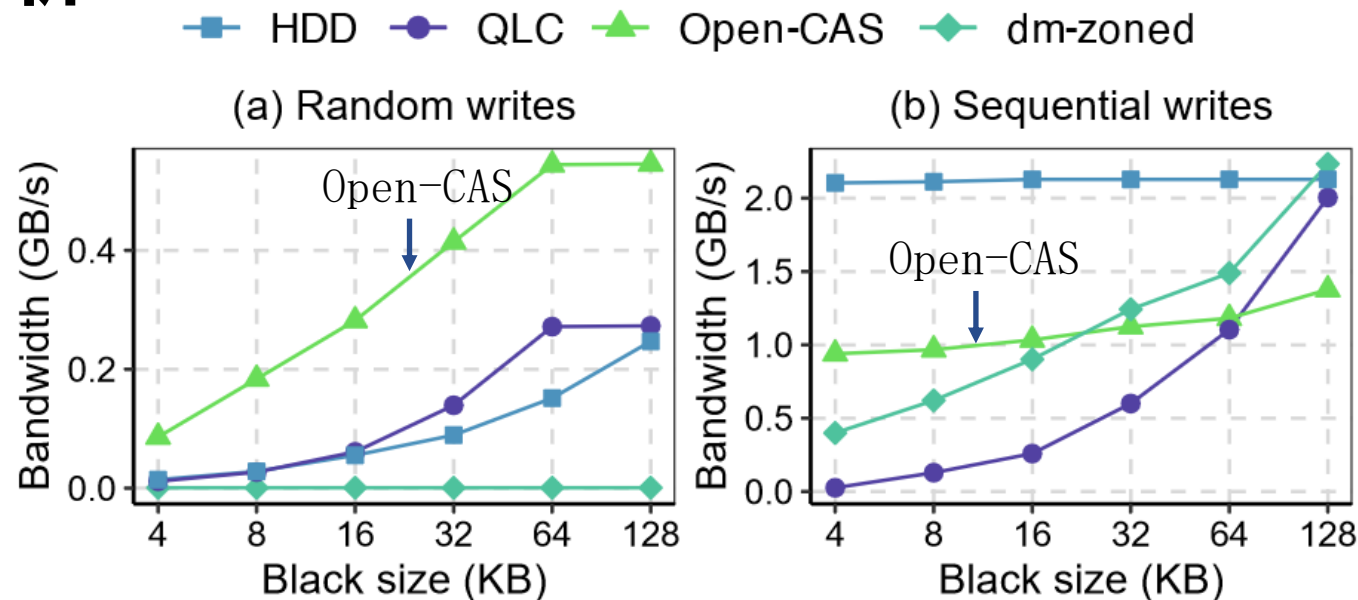 HDD QLC Open-CAS dm-zoned
(a) Random writes
Bandwidth (GB/s)
0.4
0.2
0.0
Open-CAS
4 8 16 32 64 128
Black size (KB)
(b) Sequential writes
Bandwidth (GB/s)
2.0
1.5
1.0
0.5
0.0
Open-CAS
4 8 16 32 64 128
Black size (KB)